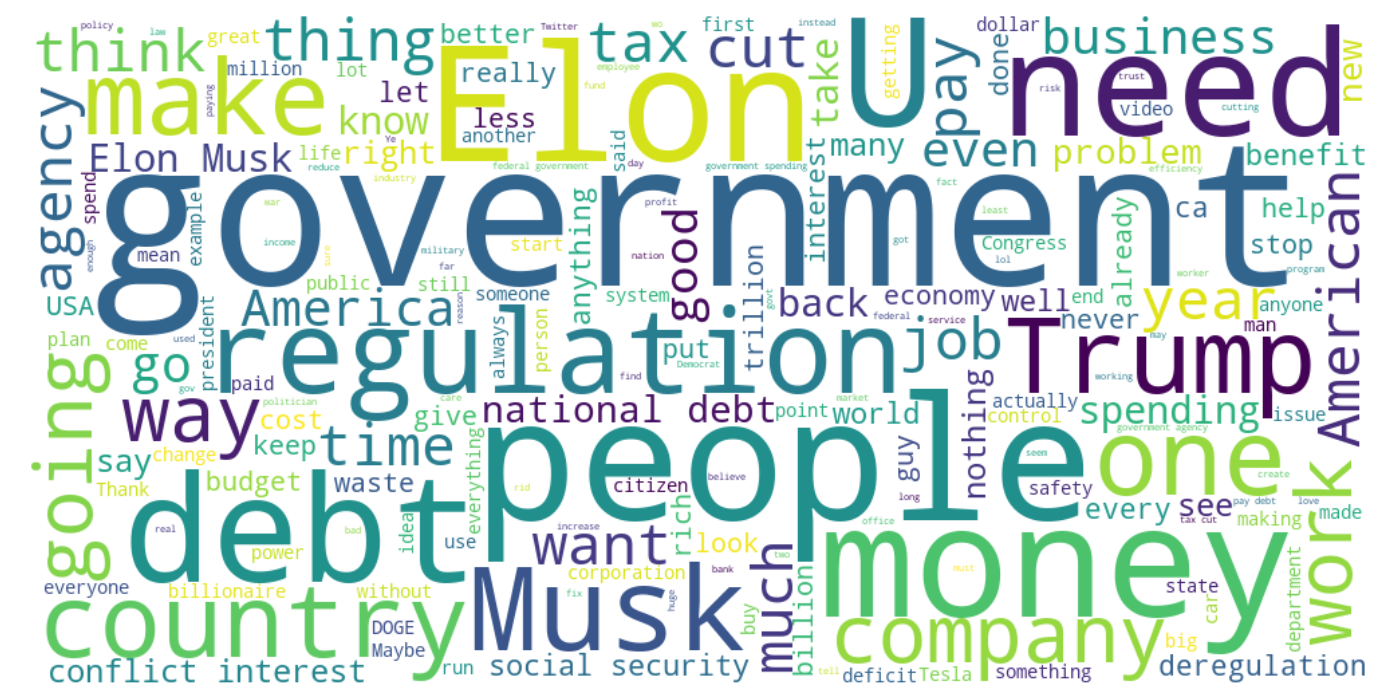 policy
law
think
great
thing
better
Twitter
tax
first
cut
instead
wo
dollar
business
million
lot
make
Elon
really
employee
fund
U
getting
take
pay
done
need
trust
risk
new
let
less
video
cutting
know
another
paying
Ye
agency
Elon Musk
life
right
reduce
said
day
many
even
problem
benefit
federal government
government spending
efficiency
industry
fact
spend
government
example
war
enough
mean
income
sure
military
far
start
anything
good
profit
nation
interest
least
got
Congress
lol
ca
help
stop
already
program
American
worker
USA
public
still
someone
system
govt
trillion
back
economy
well
end
year
anyone
America
reason
federal
service
never
man
plan
come
used
president
regulation
always
person
put
job
Trump
may
go
gov
paid
find
Democrat
working
going
way
politician
care
market
nothing
actually
cost
give
national debt
point
world
control
spending
issue
time
keep
government agency
say
change
everything
people
guy
one
seem
create
Thank
budget
waste
rid
citizen
believe
long
safety
pay debt
love
debt
every
see
made
real
bad
idea
use
increase
want
rich
look
office
tax cut
making
work
power
much
two
money
everyone
billionaire
without
corporation
bank
must
state
country
Musk
fix
huge
buy
billion
car
department
DOGE
Maybe
company
big
conflict interest
run
social security
tell
deficit
Tesla
something
deregulation